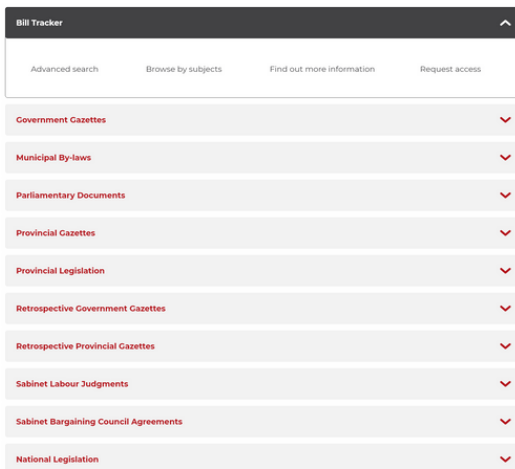 Bill Tracker
Advanced search Browse by subjects Find out more information Request access
Government Gazettes
Municipal By-laws
Parliamentary Documents
Provincial Gazettes
Provincial Legislation
Retrospective Government Gazettes
Retrospective Provincial Gazettes
Sabinet Labour Judgments
Sabinet Bargaining Council Agreements
National Legislation